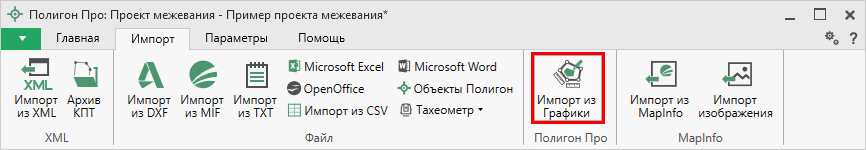 Полигон Про: Проект межевания - Пример проекта межевания*
Главная Импорт Параметры Помощь ?
XML
Импорт из XML
Архив КПТ
XML
Импорт из DXF
Импорт из MIF
Импорт из TXT
Microsoft Excel
OpenOffice
Импорт из CSV
Microsoft Word
Объекты Полигон
Тахеометр
Файл
Импорт из Графики
Полигон Про
Импорт из MapInfo
Импорт изображения
MapInfo